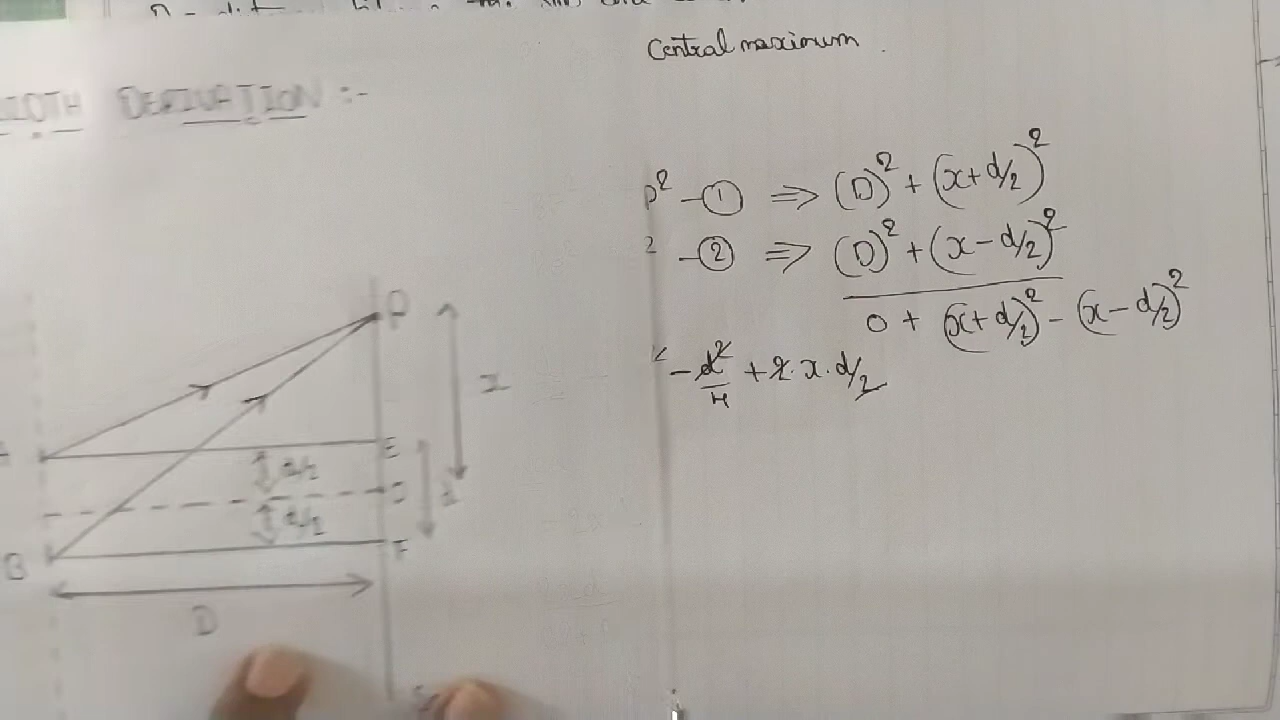 Central maximum .
DERIVATION :-
P² - ① ⇒ (D)² + (x + d/2)²
² - ② ⇒ (D)² + (x - d/2)²
0 + (x + d/2)² - (x - d/2)²
- d²/4 + 2 . x . d/2
P
x
A
E
d/2
d/2
B
F
D